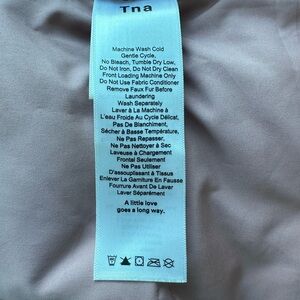 Tna
Machine Wash Cold
Gentle Cycle,
No Bleach, Tumble Dry Low,
Do Not Iron, Do Not Dry Clean
Front Loading Machine Only
Do Not Use Fabric Conditioner
Remove Faux Fur Before
Laundering
Wash Separately
Laver à La Machine à
L'eau Froide Au Cycle Délicat,
Pas De Blanchiment,
Sécher à Basse Température,
Ne Pas Repasser,
Ne Pas Nettoyer à Sec
Laveuse à Chargement
Frontal Seulement
Ne Pas Utiliser
D'assouplissant à Tissus
Enlever La Garniture En Fausse
Fourrure Avant De Laver
Laver Séparément
A little love
goes a long way.